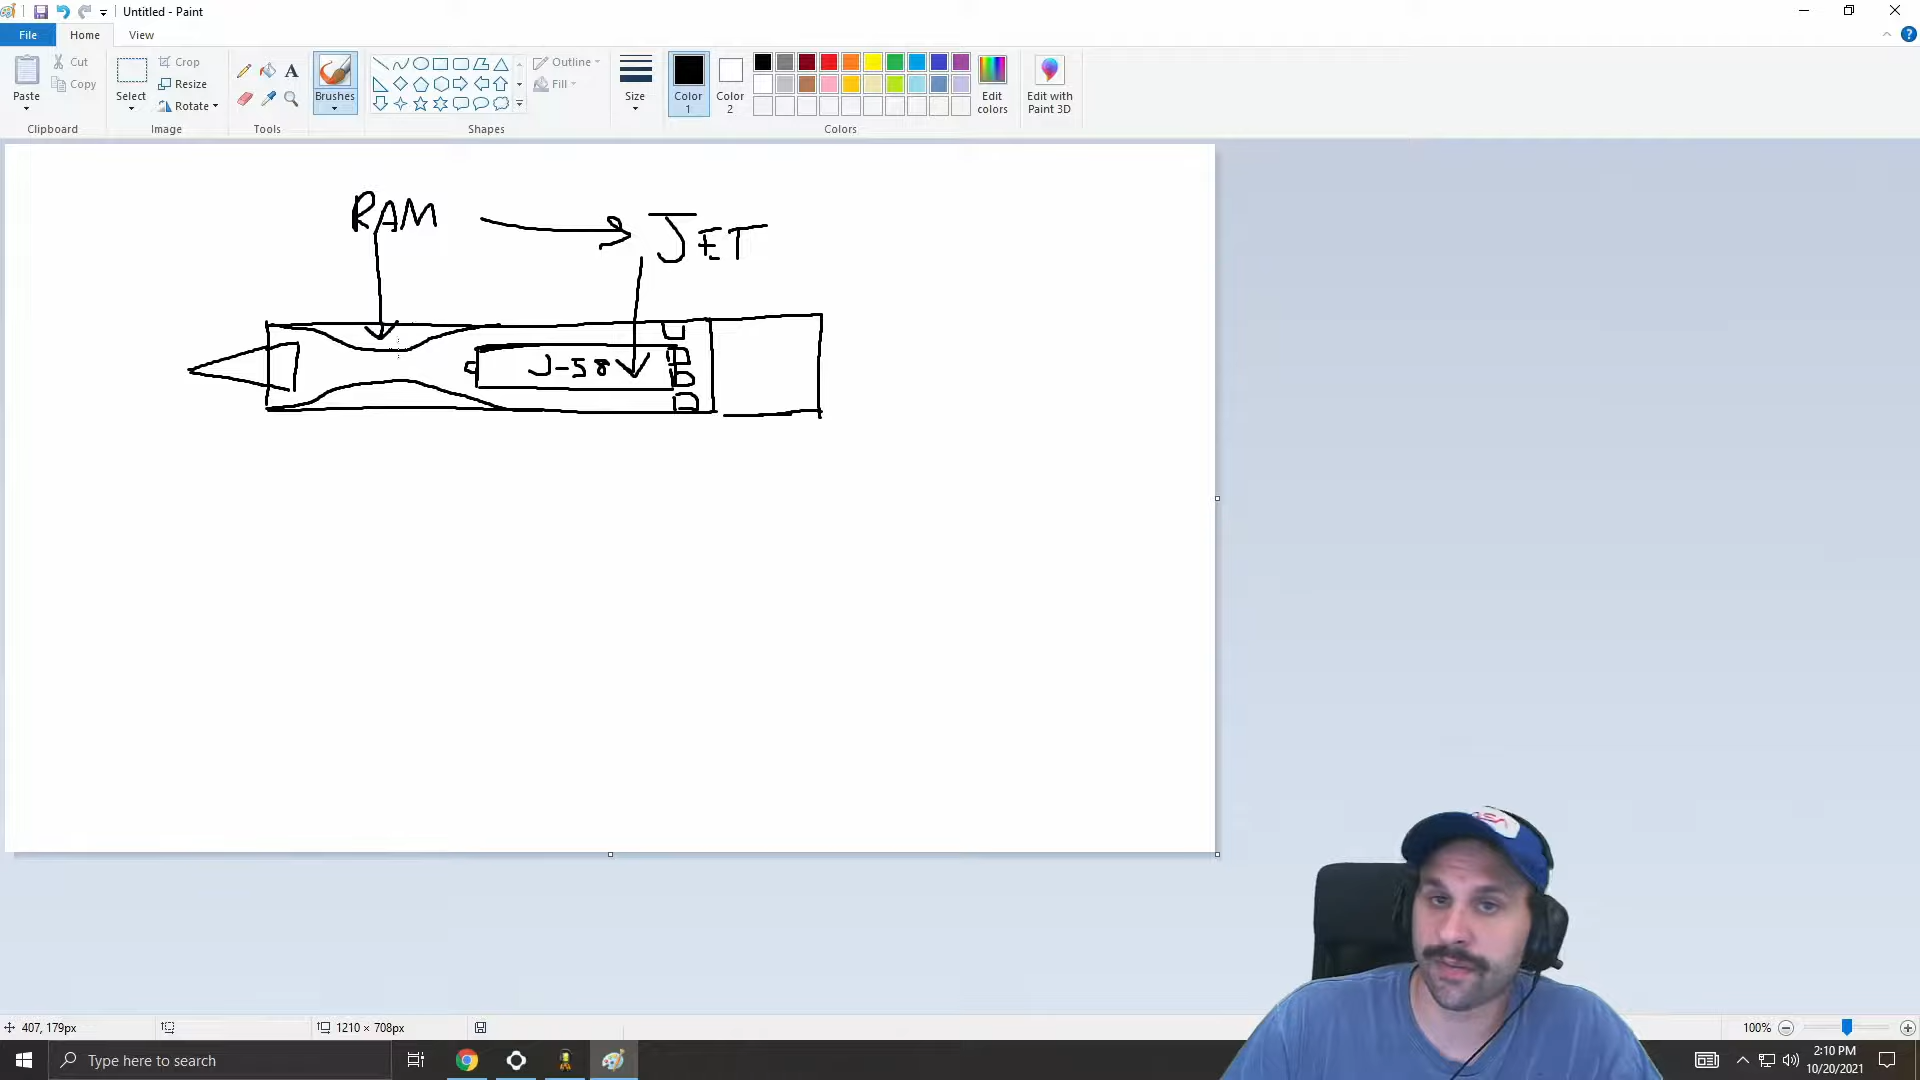 Untitled - Paint
File Home View
Paste
Cut
Copy
Clipboard
Select
Crop
Resize
Rotate
Image
A
Tools
Brushes
Shapes
Outline
Fill
Size
Color 1
Color 2
Edit colors
Colors
Edit with Paint 3D
RAM
JET
J-58
407, 179px
1210 × 708px
100%
Type here to search
2:10 PM
10/20/2021